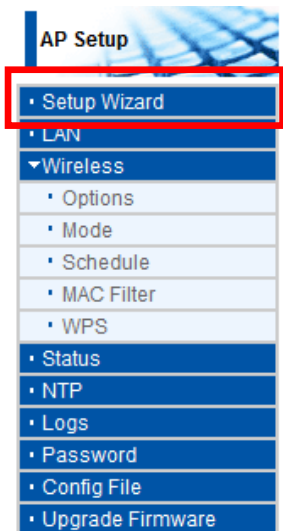 AP Setup
Setup Wizard
LAN
Wireless
Options
Mode
Schedule
MAC Filter
WPS
Status
NTP
Logs
Password
Config File
Upgrade Firmware